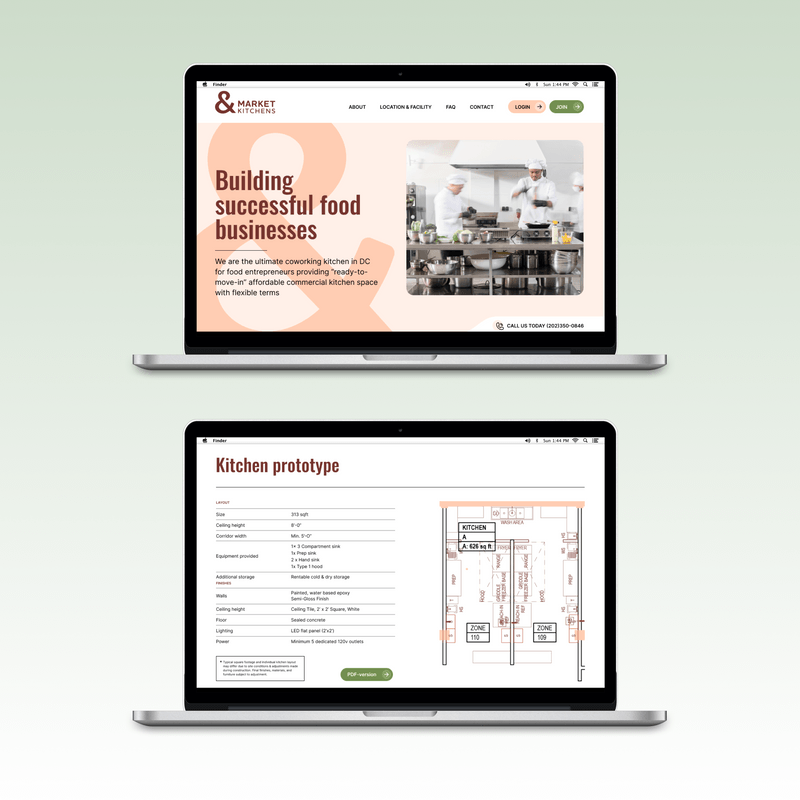 Finder
Sun 1:44 PM
& MARKET
KITCHENS
ABOUT
LOCATION & FACILITY
FAQ
CONTACT
LOGIN
JOIN
&
Building
successful food
businesses
We are the ultimate coworking kitchen in DC
for food entrepreneurs providing "ready-to-
move-in" affordable commercial kitchen space
with flexible terms
CALL US TODAY (202)350-0846
Finder
Sun 1:44 PM
Kitchen prototype
LAYOUT
Size 313 sqft
Ceiling height 8'-0"
Corridor width Min. 5'-0"
Equipment provided
1x 3 Compartment sink
1x Prep sink
2 x Hand sink
1x Type 1 hood
Additional storage Rentable cold & dry storage
FINISHES
Walls
Painted, water based epoxy
Semi-Gloss Finish
Ceiling height Ceiling Tile, 2' x 2' Square, White
Floor Sealed concrete
Lighting LED flat panel (2'x2')
Power Minimum 5 dedicated 120v outlets
* Typical square footage and individual kitchen layout
may differ due to site conditions & adjustments made
during construction. Final finishes, materials, and
furniture subject to adjustment
PDF-version
WASH AREA
KITCHEN
A
A: 626 sq ft
FRYER
FRYER
RANGE
RANGE
PREP
PREP
GRIDDLE
FREEZER BASE
GRIDDLE
FREEZER BASE
HOOD
HOOD
REACH-IN
REF
REACH-IN
REF
HS
HS
ZONE
110
ZONE
109